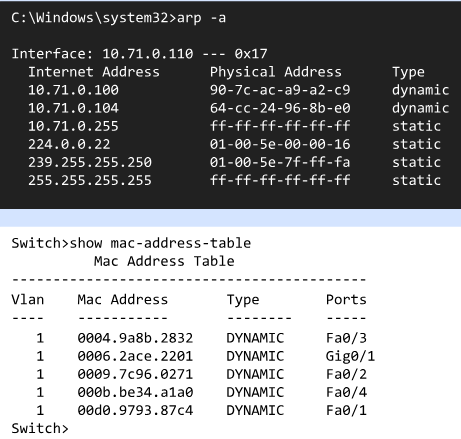 C:\Windows\system32>arp -a
Interface: 10.71.0.110 --- 0x17
Internet Address Physical Address Type
10.71.0.100 90-7c-ac-a9-a2-c9 dynamic
10.71.0.104 64-cc-24-96-8b-e0 dynamic
10.71.0.255 ff-ff-ff-ff-ff-ff static
224.0.0.22 01-00-5e-00-00-16 static
239.255.255.250 01-00-5e-7f-ff-fa static
255.255.255.255 ff-ff-ff-ff-ff-ff static
Switch>show mac-address-table
Mac Address Table
-------------------------------------------
Vlan Mac Address Type Ports
---- ----------- -------- -----
1 0004.9a8b.2832 DYNAMIC Fa0/3
1 0006.2ace.2201 DYNAMIC Gig0/1
1 0009.7c96.0271 DYNAMIC Fa0/2
1 000b.be34.a1a0 DYNAMIC Fa0/4
1 00d0.9793.87c4 DYNAMIC Fa0/1
Switch>